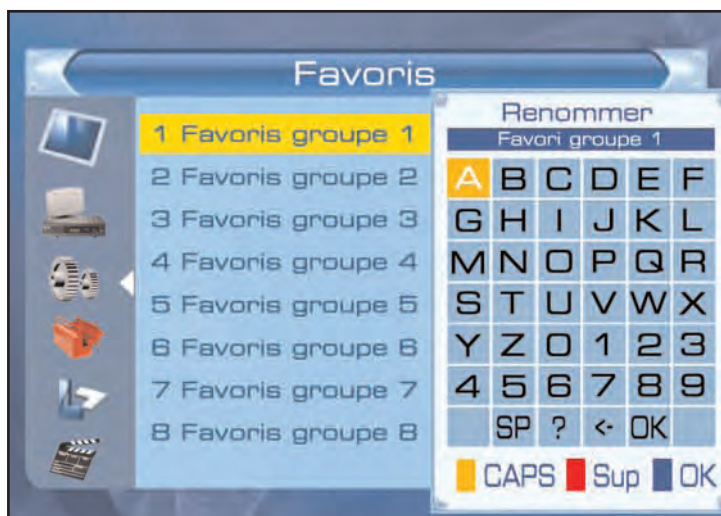 Favoris
1 Favoris groupe 1
2 Favoris groupe 2
3 Favoris groupe 3
4 Favoris groupe 4
5 Favoris groupe 5
6 Favoris groupe 6
7 Favoris groupe 7
8 Favoris groupe 8
Renommer
Favori groupe 1
A B C D E F
G H I J K L
M N O P Q R
S T U V W X
Y Z 0 1 2 3
4 5 6 7 8 9
SP ? <- OK
CAPS Sup OK